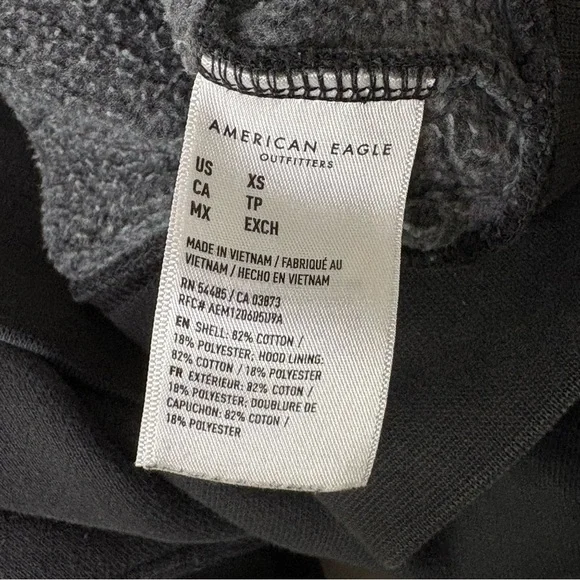 AMERICAN EAGLE
OUTFITTERS
US XS
CA TP
MX EXCH
MADE IN VIETNAM / FABRIQUÉ AU
VIETNAM / HECHO EN VIETNAM
RN 54485 / CA 03873
RFC# AEM120605U9A
EN SHELL: 82% COTTON /
18% POLYESTER; HOOD LINING:
82% COTTON / 18% POLYESTER
FR EXTÉRIEUR: 82% COTON /
18% POLYESTER; DOUBLURE DE
CAPUCHON: 82% COTON /
18% POLYESTER